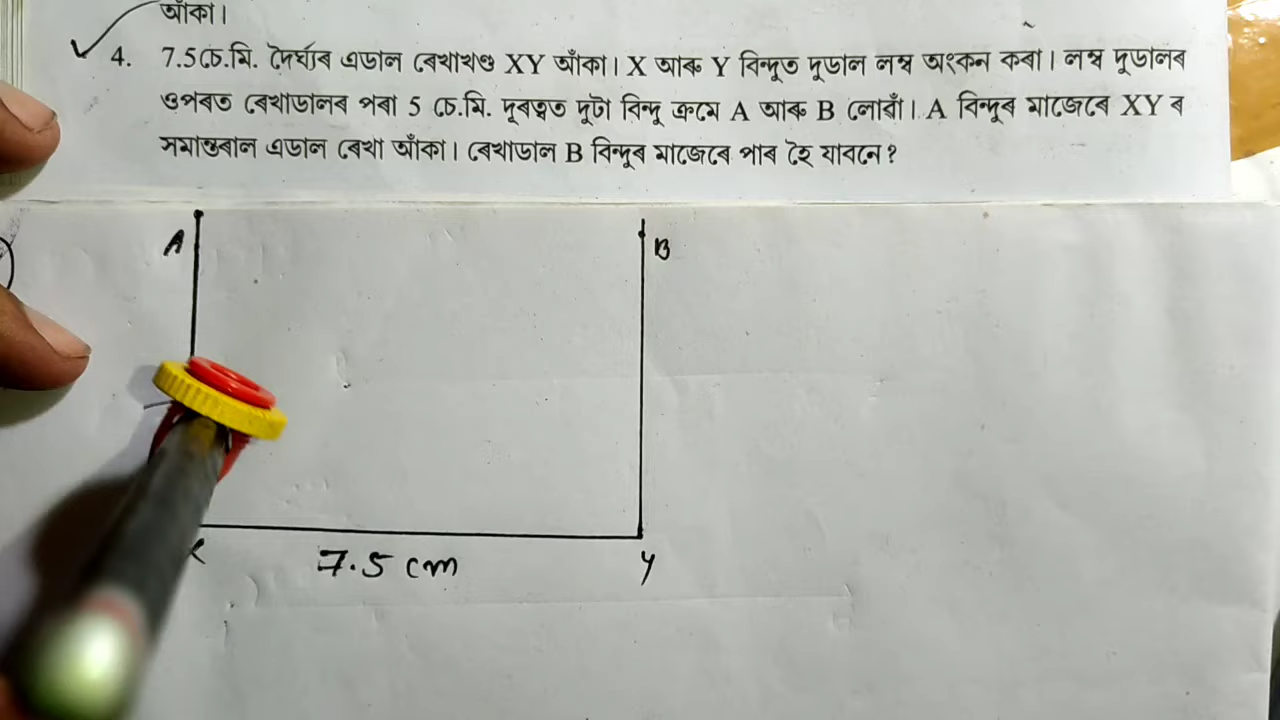 আঁকা।
4. 7.5চে.মি. দৈৰ্ঘ্যৰ এডাল ৰেখাখণ্ড XY আঁকা। X আৰু Y বিন্দুত দুডাল লম্ব অংকন কৰা। লম্ব দুডালৰ
ওপৰত ৰেখাডালৰ পৰা 5 চে.মি. দূৰত্বত দুটা বিন্দু ক্ৰমে A আৰু B লোৱাঁ। A বিন্দুৰ মাজেৰে XY ৰ
সমান্তৰাল এডাল ৰেখা আঁকা। ৰেখাডাল B বিন্দুৰ মাজেৰে পাৰ হৈ যাবনে?
A B
7.5 cm Y